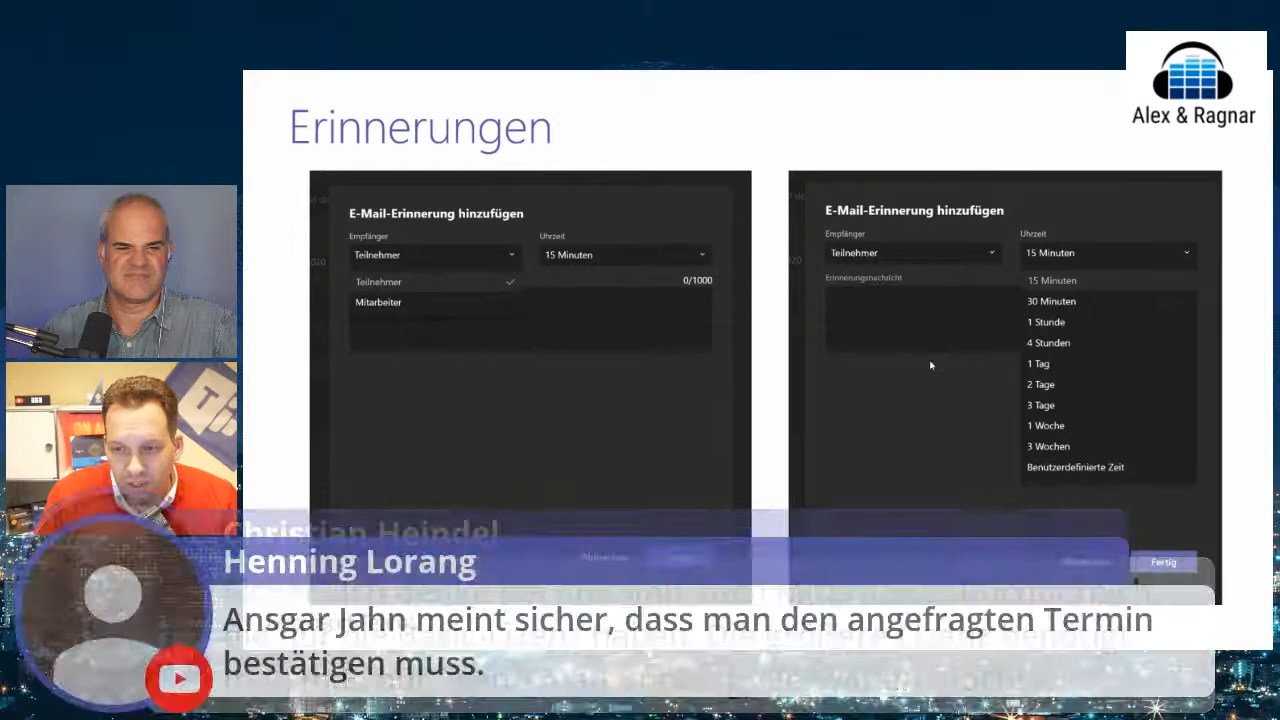 Alex & Ragnar
Erinnerungen
E-Mail-Erinnerung hinzufügen
Empfänger
Uhrzeit
Teilnehmer
15 Minuten
Teilnehmer
0/1000
Mitarbeiter
E-Mail-Erinnerung hinzufügen
Empfänger
Uhrzeit
Teilnehmer
15 Minuten
Erinnerungsnachricht
15 Minuten
30 Minuten
1 Stunde
4 Stunden
1 Tag
2 Tage
3 Tage
1 Woche
3 Wochen
Benutzerdefinierte Zeit
Fertig
Christian Heindel
Henning Lorang
Ansgar Jahn meint sicher, dass man den angefragten Termin
bestätigen muss.